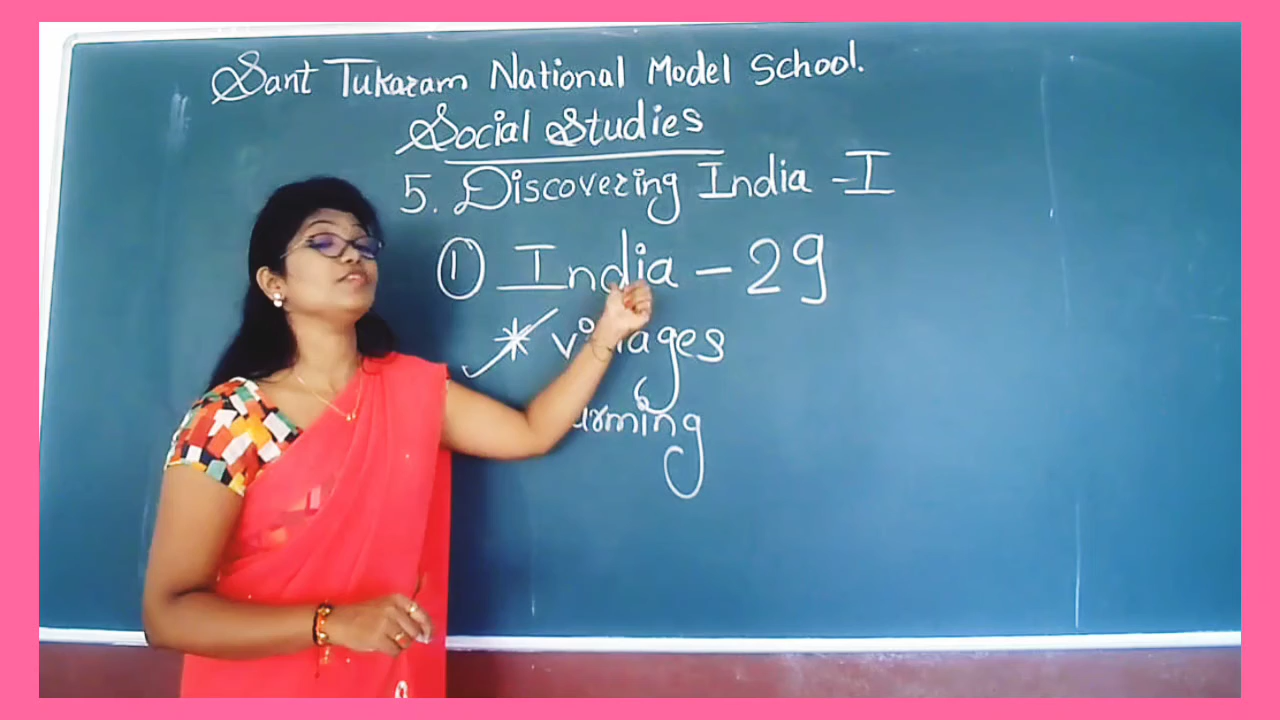 Sant Tukaram National Model School.
Social Studies
5. Discovering India - I
① India - 29
* villages